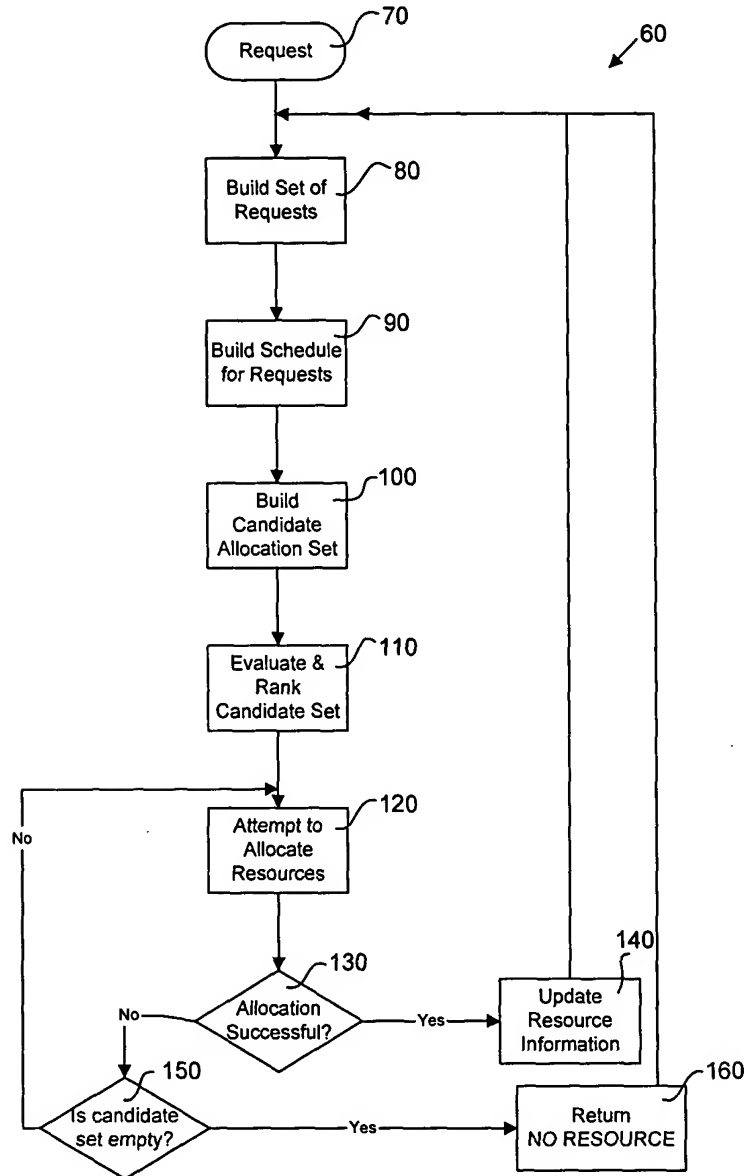 70
Request
60
80
Build Set of
Requests
90
Build Schedule
for Requests
100
Build
Candidate
Allocation Set
110
Evaluate &
Rank
Candidate Set
120
Attempt to
Allocate
Resources
No
130
Allocation
Successful?
No
Yes
140
Update
Resource
Information
150
Is candidate
set empty?
Yes
160
Return
NO RESOURCE